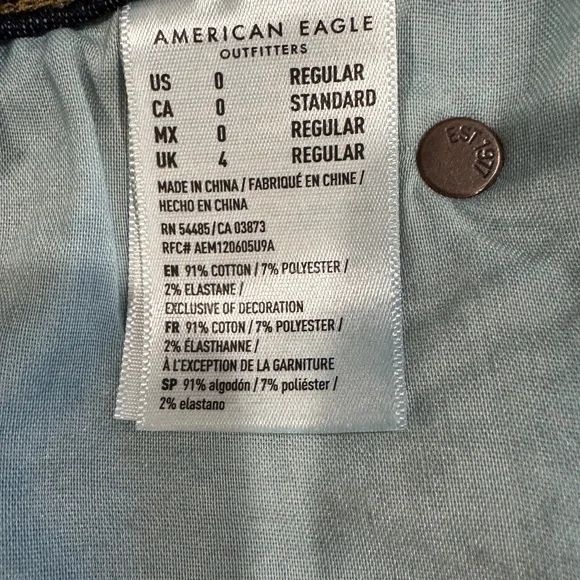 AMERICAN EAGLE
OUTFITTERS
US 0 REGULAR
CA 0 STANDARD
MX 0 REGULAR
UK 4 REGULAR
MADE IN CHINA / FABRIQUÉ EN CHINE /
HECHO EN CHINA
RN 54485 / CA 03873
RFC# AEM120605U9A
EN 91% COTTON / 7% POLYESTER /
2% ELASTANE /
EXCLUSIVE OF DECORATION
FR 91% COTON / 7% POLYESTER /
2% ÉLASTHANNE /
À L'EXCEPTION DE LA GARNITURE
SP 91% algodón / 7% poliéster /
2% elastano
EST 1977